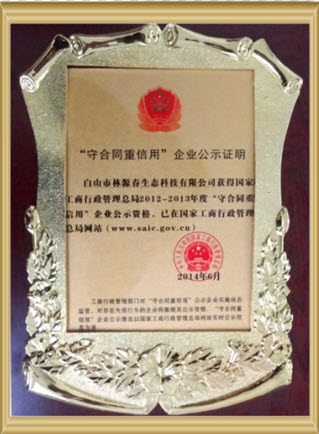 “守合同重信用”企业公示证明
白山市林源春生态科技有限公司获得国家
工商行政管理总局2012-2013年度“守合同重
信用”企业公示资格，已在国家工商行政管理
总局网站（www.saic.gov.cn）
2014年6月
工商行政管理部门对“守合同重信用”公示企业实施动态
监管，对存在失信行为的企业将撤销其公示资格，“守合同重
信用”企业公示情况以国家工商行政管理总局网站实时公示信
息为准